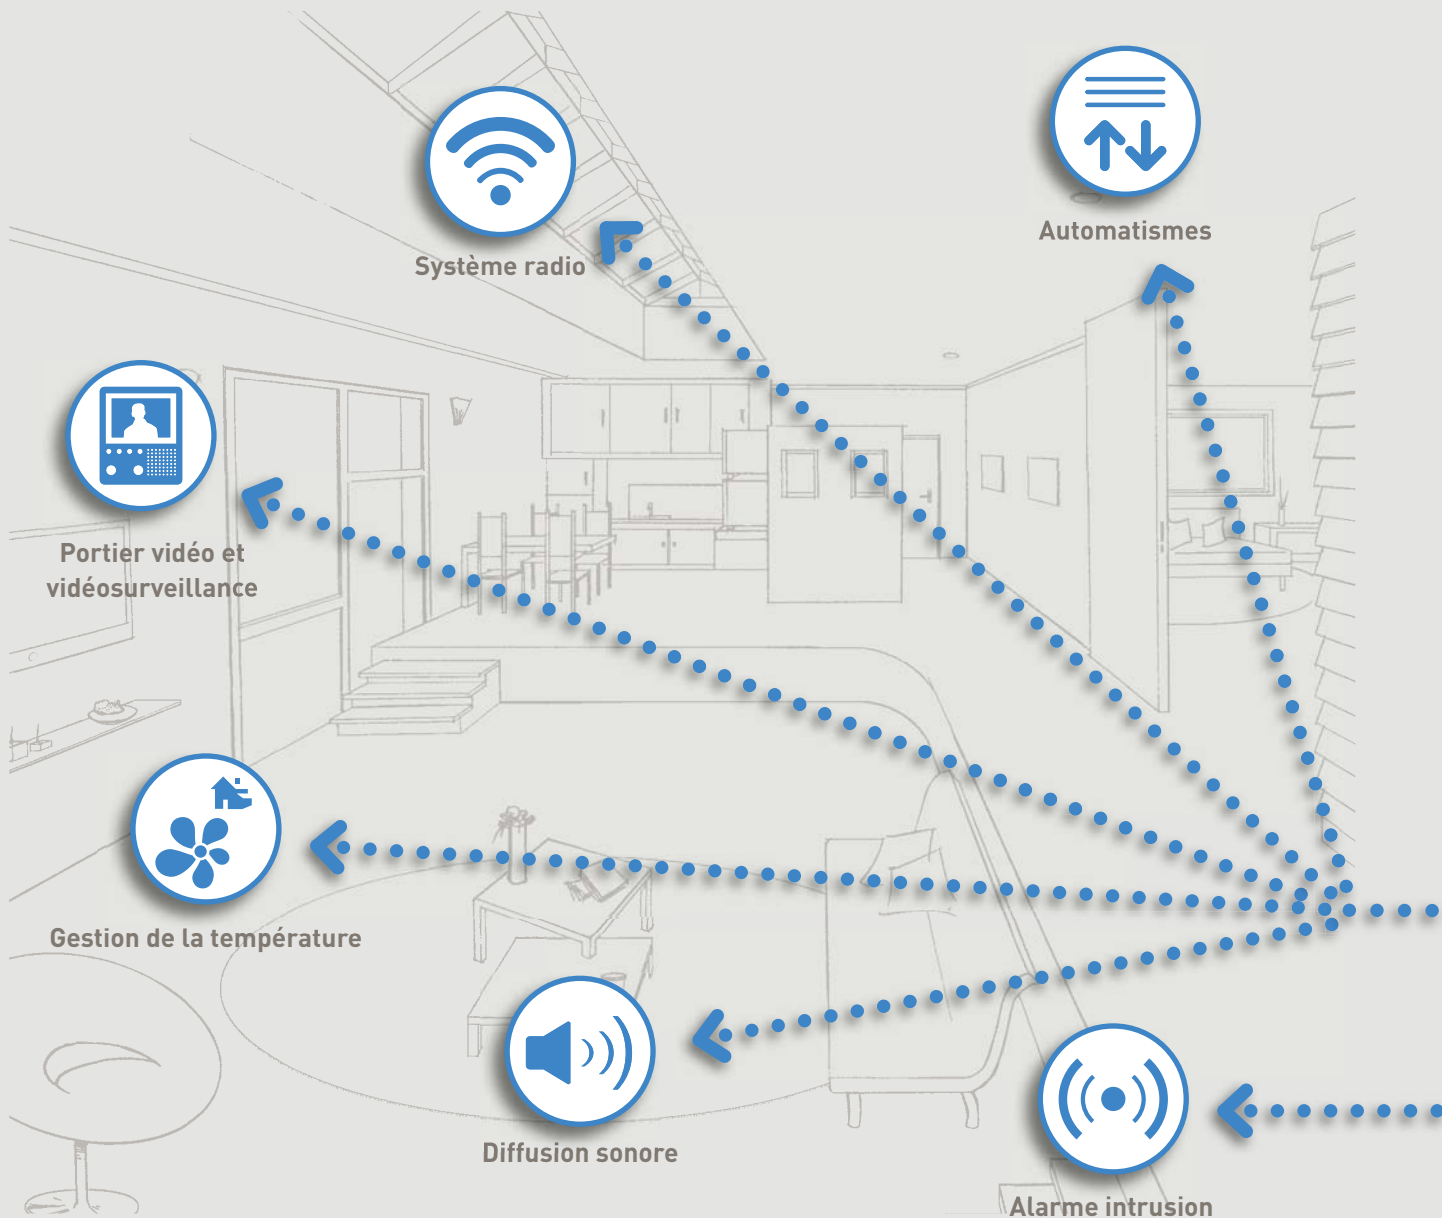 Automatismes
Système radio
Portier vidéo et
vidéosurveillance
Gestion de la température
Diffusion sonore
Alarme intrusion